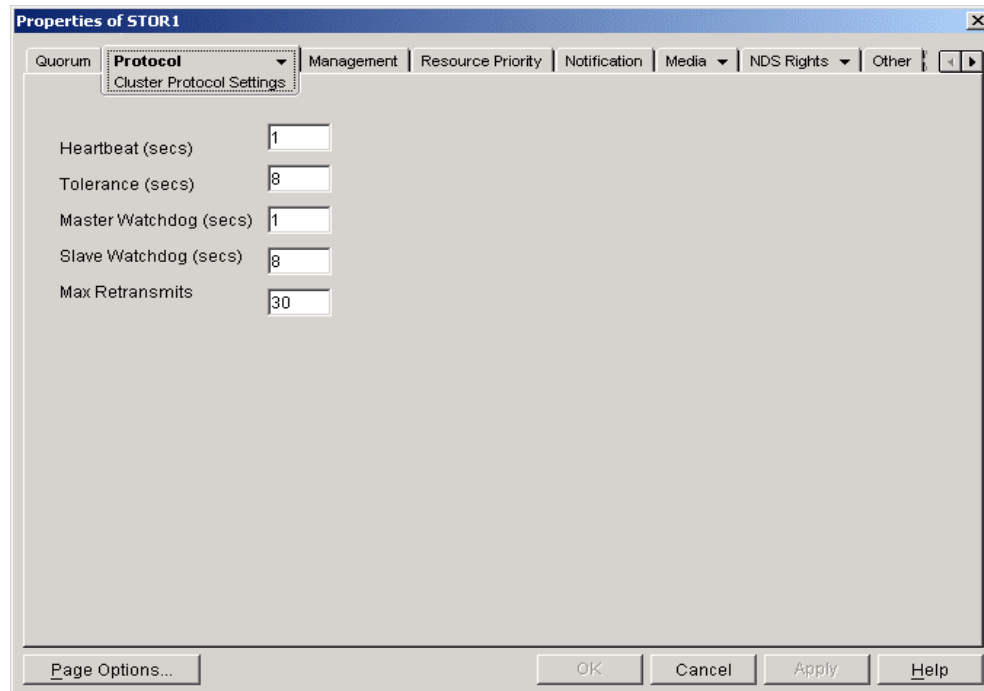 Properties of STOR1
Quorum Protocol Management Resource Priority Notification Media NDS Rights Other
Cluster Protocol Settings
Heartbeat (secs) 1
Tolerance (secs) 8
Master Watchdog (secs) 1
Slave Watchdog (secs) 8
Max Retransmits 30
Page Options... OK Cancel Apply Help